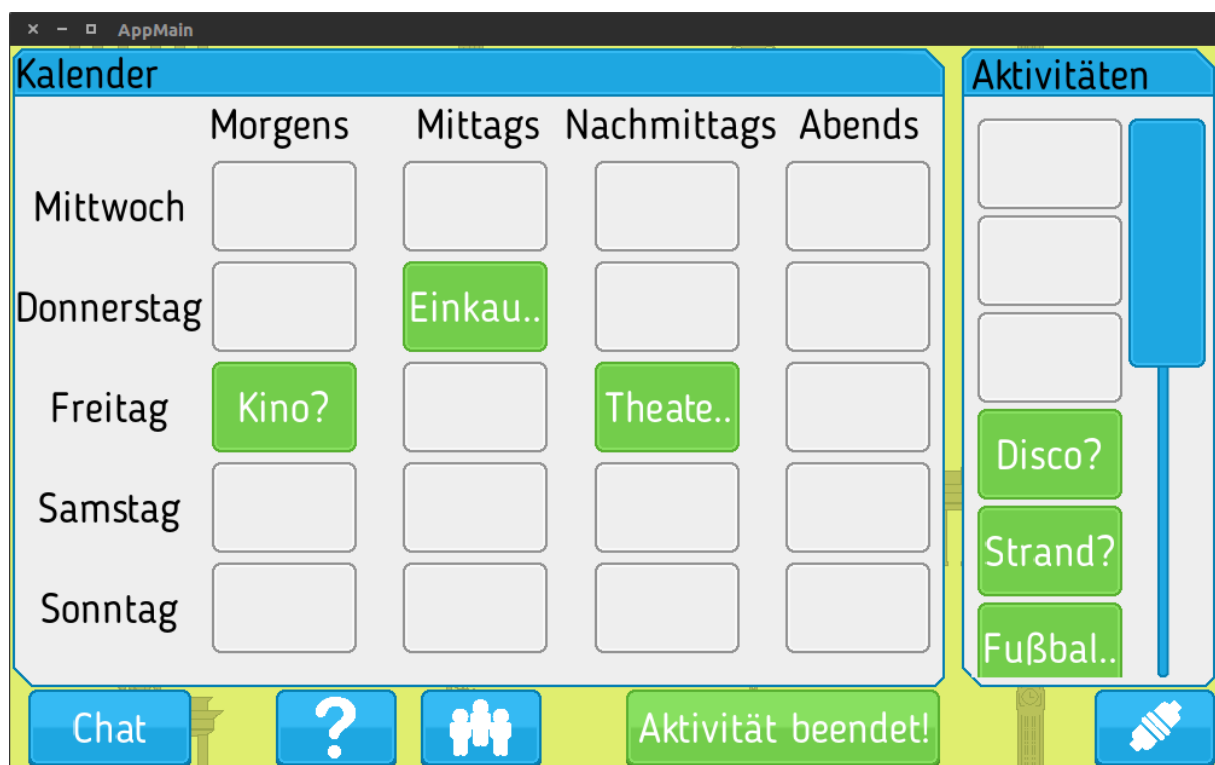 AppMain
Kalender
Aktivitäten
Morgens Mittags Nachmittags Abends
Mittwoch
Donnerstag Einkau..
Freitag Kino? Theate..
Disco?
Samstag
Strand?
Sonntag
Fußbal..
Chat ? Aktivität beendet!